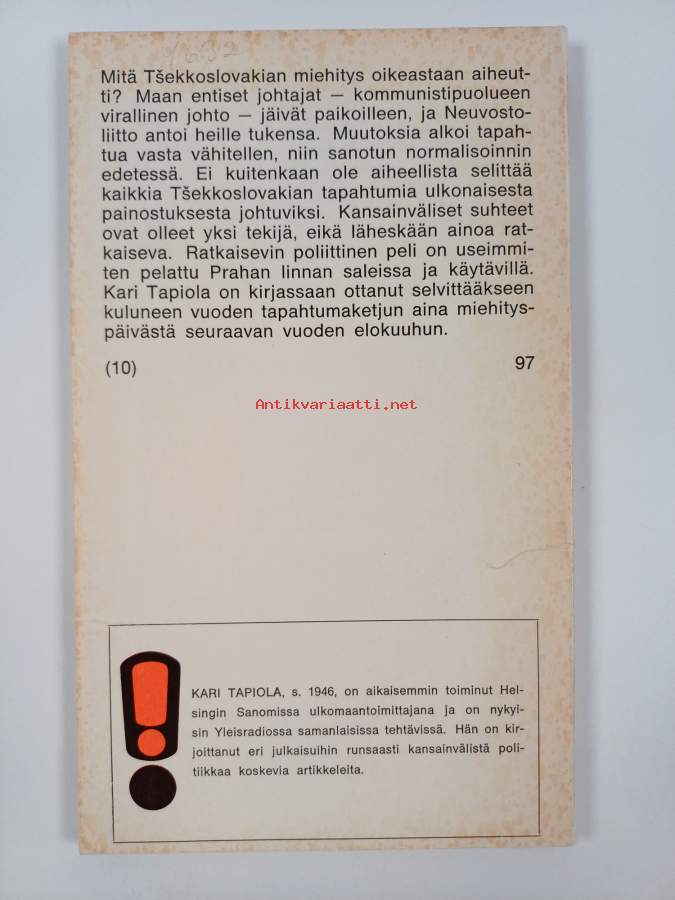 9632
Mitä Tšekkoslovakian miehitys oikeastaan aiheut-
ti? Maan entiset johtajat — kommunistipuolueen
virallinen johto — jäivät paikoilleen, ja Neuvosto-
liitto antoi heille tukensa. Muutoksia alkoi tapah-
tua vasta vähitellen, niin sanotun normalisoinnin
edetessä. Ei kuitenkaan ole aiheellista selittää
kaikkia Tšekkoslovakian tapahtumia ulkonaisesta
painostuksesta johtuviksi. Kansainväliset suhteet
ovat olleet yksi tekijä, eikä läheskään ainoa rat-
kaiseva. Ratkaisevin poliittinen peli on useimmi-
ten pelattu Prahan linnan saleissa ja käytävillä.
Kari Tapiola on kirjassaan ottanut selvittääkseen
kuluneen vuoden tapahtumaketjun aina miehitys-
päivästä seuraavan vuoden elokuuhun.
(10) 97
Antikvariaatti.net
KARI TAPIOLA, s. 1946, on aikaisemmin toiminut Hel-
singin Sanomissa ulkomaantoimittajana ja on nykyi-
sin Yleisradiossa samanlaisissa tehtävissä. Hän on kir-
joittanut eri julkaisuihin runsaasti kansainvälistä poli-
tiikkaa koskevia artikkeleita.